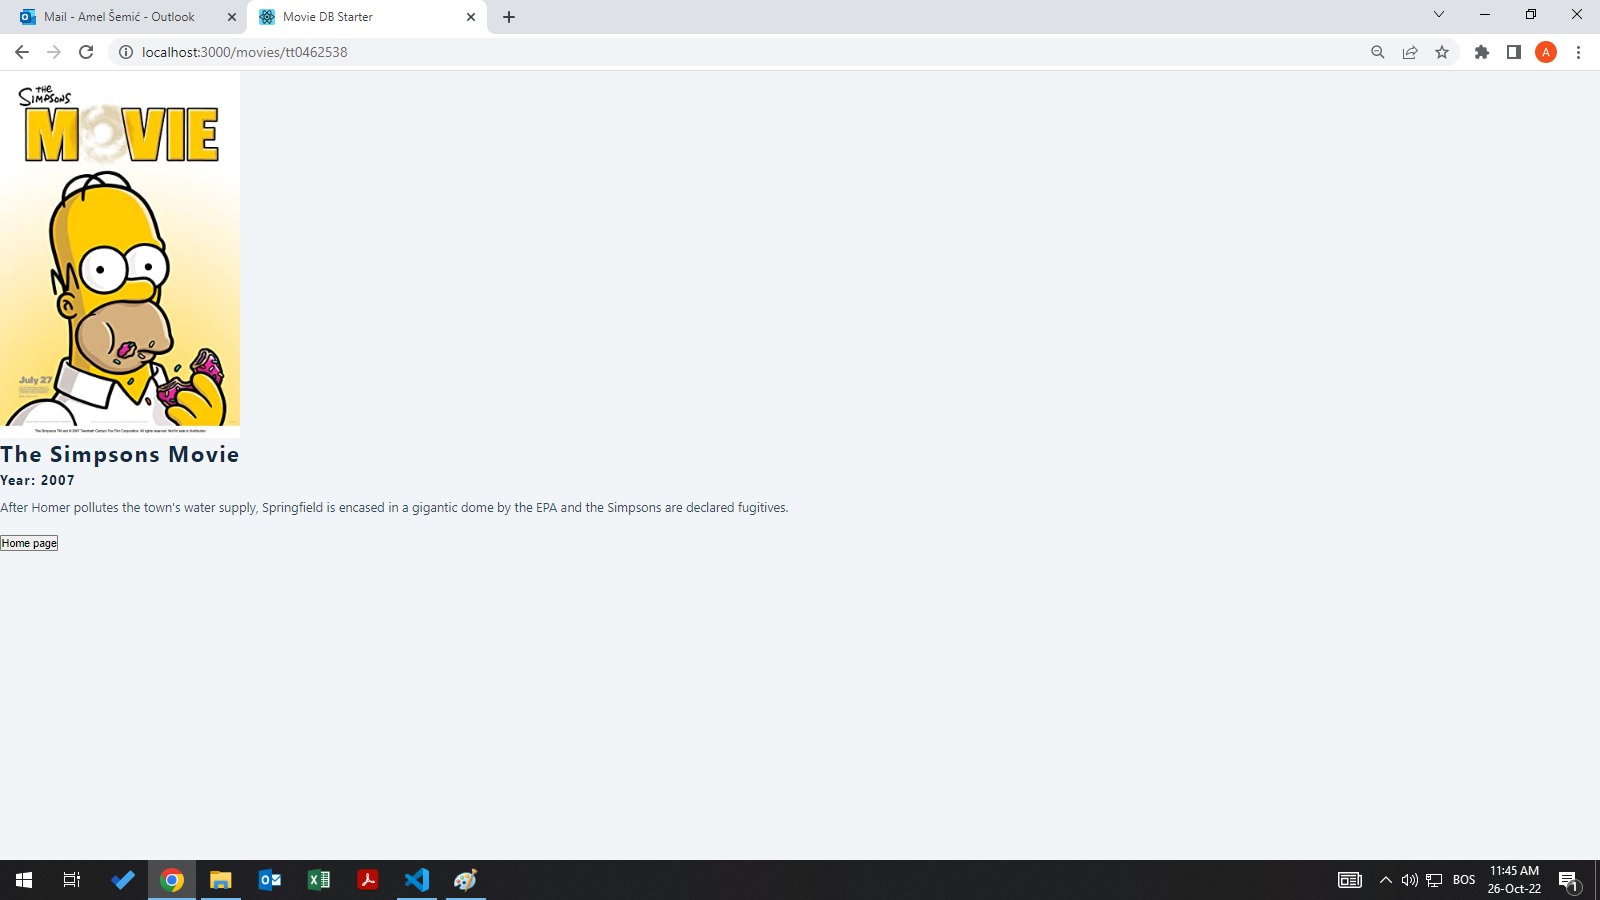 Mail - Amel Šemić - Outlook
Movie DB Starter
localhost:3000/movies/tt0462538
A
THE
SIMPSONS
MOVIE
July 27
The Simpsons Movie
Year: 2007
After Homer pollutes the town's water supply, Springfield is encased in a gigantic dome by the EPA and the Simpsons are declared fugitives.
Home page
BOS
11:45 AM
26-Oct-22
1